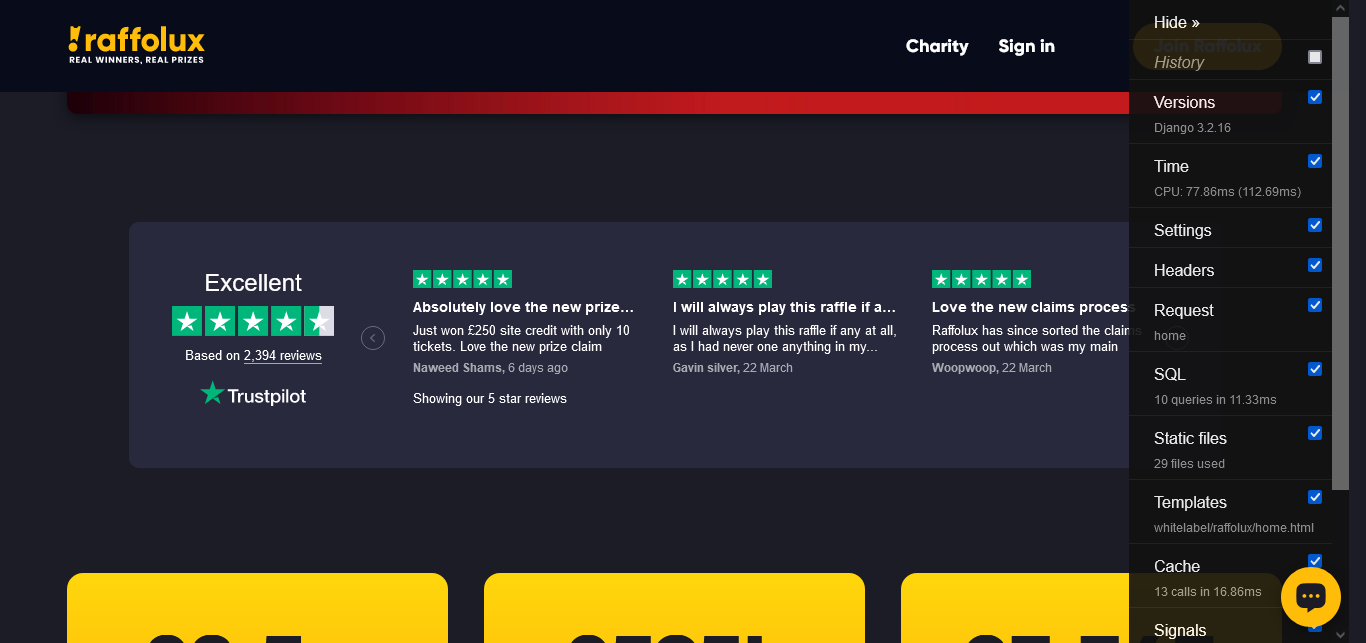 raffolux
REAL WINNERS, REAL PRIZES
Charity
Sign in
Join Raffolux
Hide »
History
Versions
Django 3.2.16
Time
CPU: 77.86ms (112.69ms)
Settings
Headers
Request
home
SQL
10 queries in 11.33ms
Static files
29 files used
Templates
whitelabel/raffolux/home.html
Cache
13 calls in 16.86ms
Signals
Excellent
Based on 2,394 reviews
Trustpilot
Absolutely love the new prize…
Just won £250 site credit with only 10
tickets. Love the new prize claim
Naweed Shams, 6 days ago
I will always play this raffle if a…
I will always play this raffle if any at all,
as I had never one anything in my...
Gavin silver, 22 March
Love the new claims process
Raffolux has since sorted the claims
process out which was my main
Woopwoop, 22 March
Showing our 5 star reviews